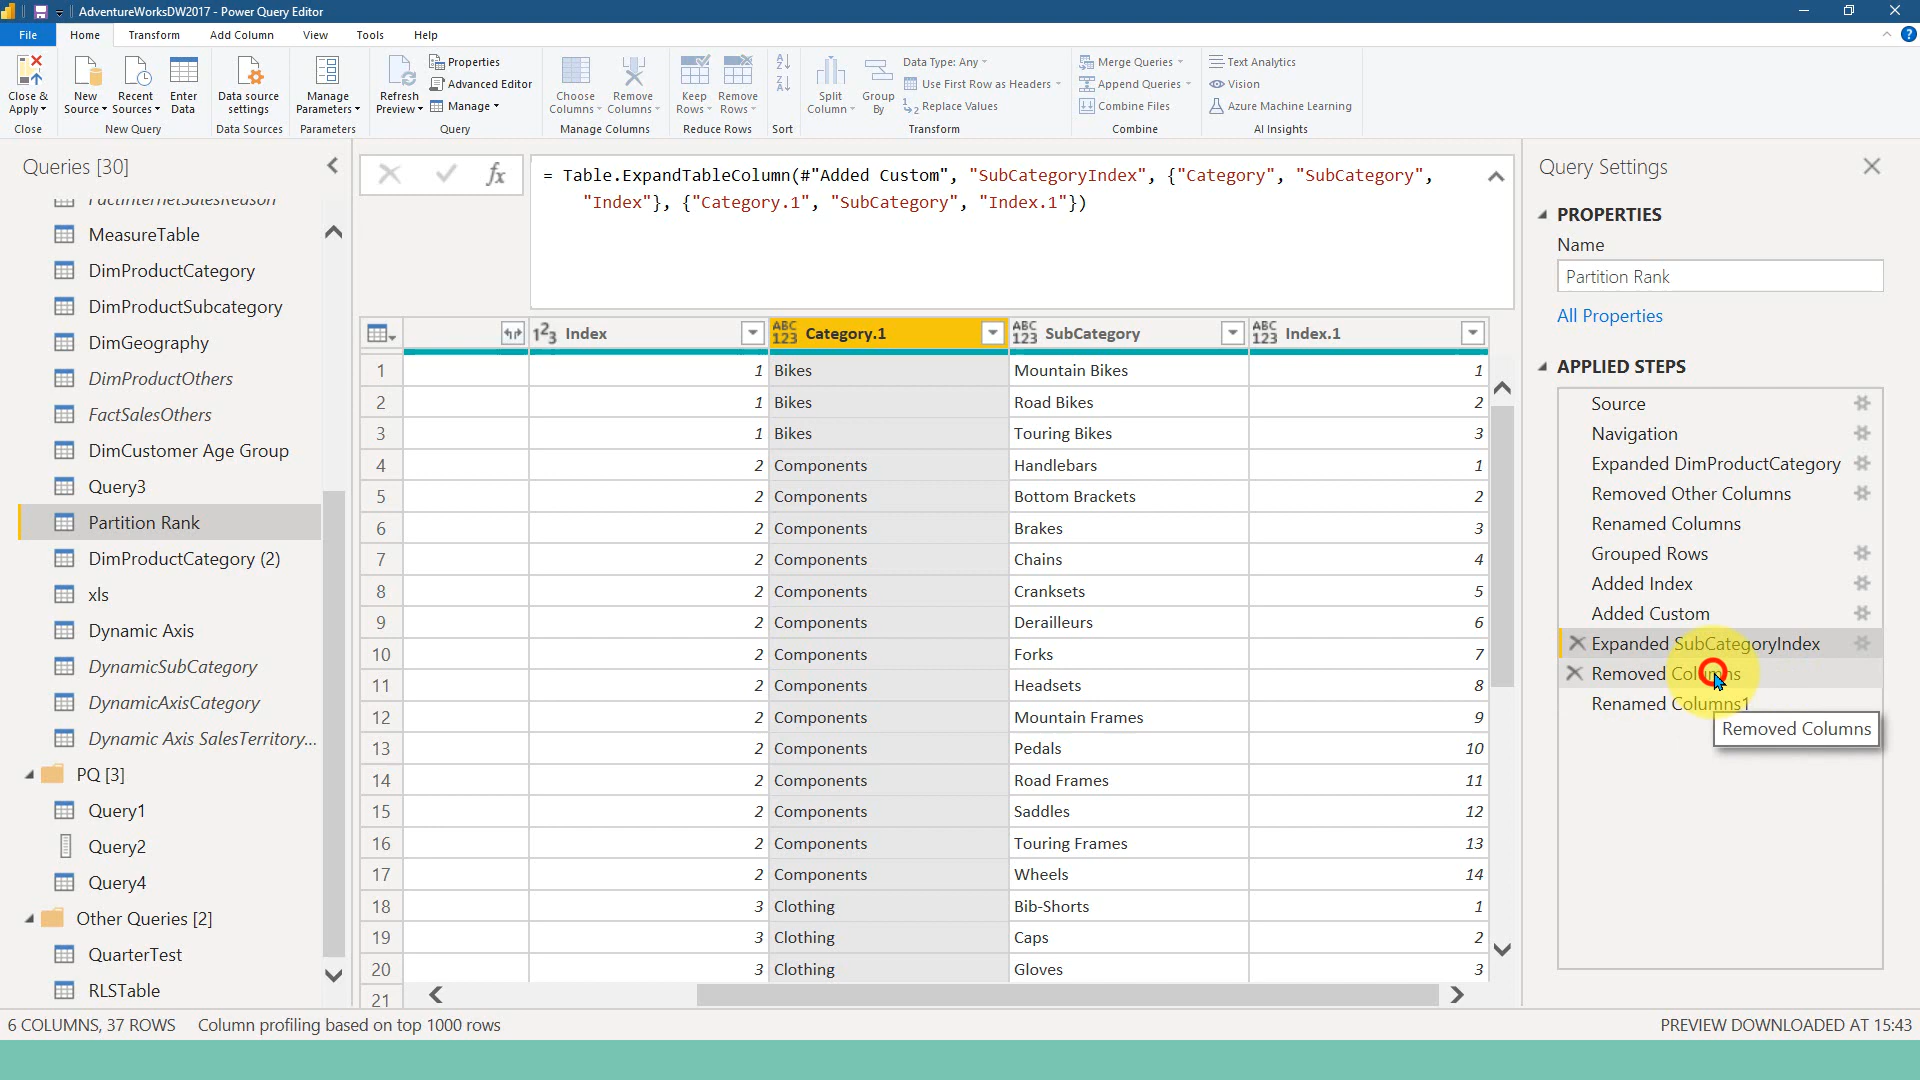 AdventureWorksDW2017 - Power Query Editor
File Home Transform Add Column View Tools Help
Close & Apply
New Source
Recent Sources
Enter Data
Data source settings
Manage Parameters
Refresh Preview
Properties
Advanced Editor
Manage
Choose Columns
Remove Columns
Keep Rows
Remove Rows
Split Column
Group By
Data Type: Any
Use First Row as Headers
Replace Values
Merge Queries
Append Queries
Combine Files
Text Analytics
Vision
Azure Machine Learning
Close New Query Data Sources Parameters Query Manage Columns Reduce Rows Sort Transform Combine AI Insights
Queries [30]
FactInternetSalesReason
MeasureTable
DimProductCategory
DimProductSubcategory
DimGeography
DimProductOthers
FactSalesOthers
DimCustomer Age Group
Query3
Partition Rank
DimProductCategory (2)
xls
Dynamic Axis
DynamicSubCategory
DynamicAxisCategory
Dynamic Axis SalesTerritory...
PQ [3]
Query1
Query2
Query4
Other Queries [2]
QuarterTest
RLSTable
fx
= Table.ExpandTableColumn(#"Added Custom", "SubCategoryIndex", {"Category", "SubCategory",
"Index"}, {"Category.1", "SubCategory", "Index.1"})
1²3 Index ABC 123 Category.1 ABC 123 SubCategory ABC 123 Index.1
1 1 Bikes Mountain Bikes 1
2 1 Bikes Road Bikes 2
3 1 Bikes Touring Bikes 3
4 2 Components Handlebars 1
5 2 Components Bottom Brackets 2
6 2 Components Brakes 3
7 2 Components Chains 4
8 2 Components Cranksets 5
9 2 Components Derailleurs 6
10 2 Components Forks 7
11 2 Components Headsets 8
12 2 Components Mountain Frames 9
13 2 Components Pedals 10
14 2 Components Road Frames 11
15 2 Components Saddles 12
16 2 Components Touring Frames 13
17 2 Components Wheels 14
18 3 Clothing Bib-Shorts 1
19 3 Clothing Caps 2
20 3 Clothing Gloves 3
21
Query Settings
PROPERTIES
Name
Partition Rank
All Properties
APPLIED STEPS
Source
Navigation
Expanded DimProductCategory
Removed Other Columns
Renamed Columns
Grouped Rows
Added Index
Added Custom
Expanded SubCategoryIndex
Removed Columns
Renamed Columns1
Removed Columns
6 COLUMNS, 37 ROWS Column profiling based on top 1000 rows
PREVIEW DOWNLOADED AT 15:43